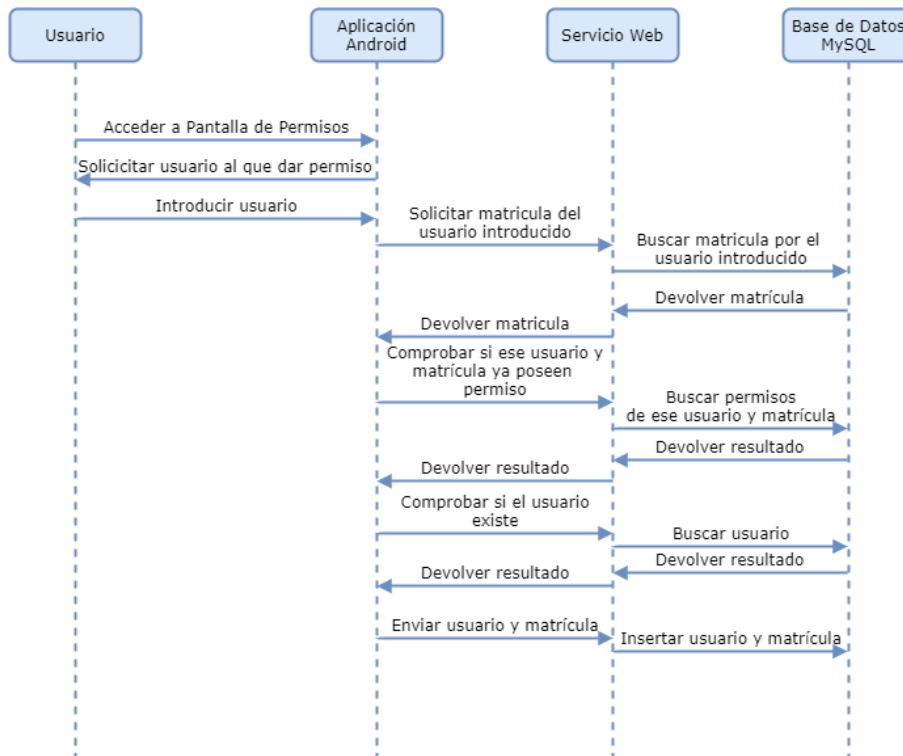 Usuario
Aplicación
Android
Servicio Web
Base de Datos
MySQL
Acceder a Pantalla de Permisos
Solicicitar usuario al que dar permiso
Introducir usuario
Solicitar matricula del
usuario introducido
Buscar matricula por el
usuario introducido
Devolver matrícula
Devolver matricula
Comprobar si ese usuario y
matrícula ya poseen
permiso
Buscar permisos
de ese usuario y matrícula
Devolver resultado
Devolver resultado
Comprobar si el usuario
existe
Buscar usuario
Devolver resultado
Devolver resultado
Enviar usuario y matrícula
Insertar usuario y matrícula